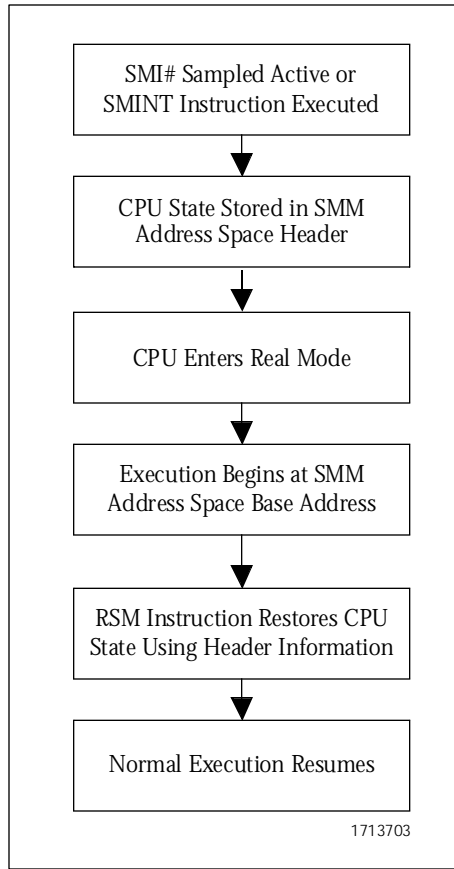 SMI# Sampled Active or
SMINT Instruction Executed
CPU State Stored in SMM
Address Space Header
CPU Enters Real Mode
Execution Begins at SMM
Address Space Base Address
RSM Instruction Restores CPU
State Using Header Information
Normal Execution Resumes
1713703